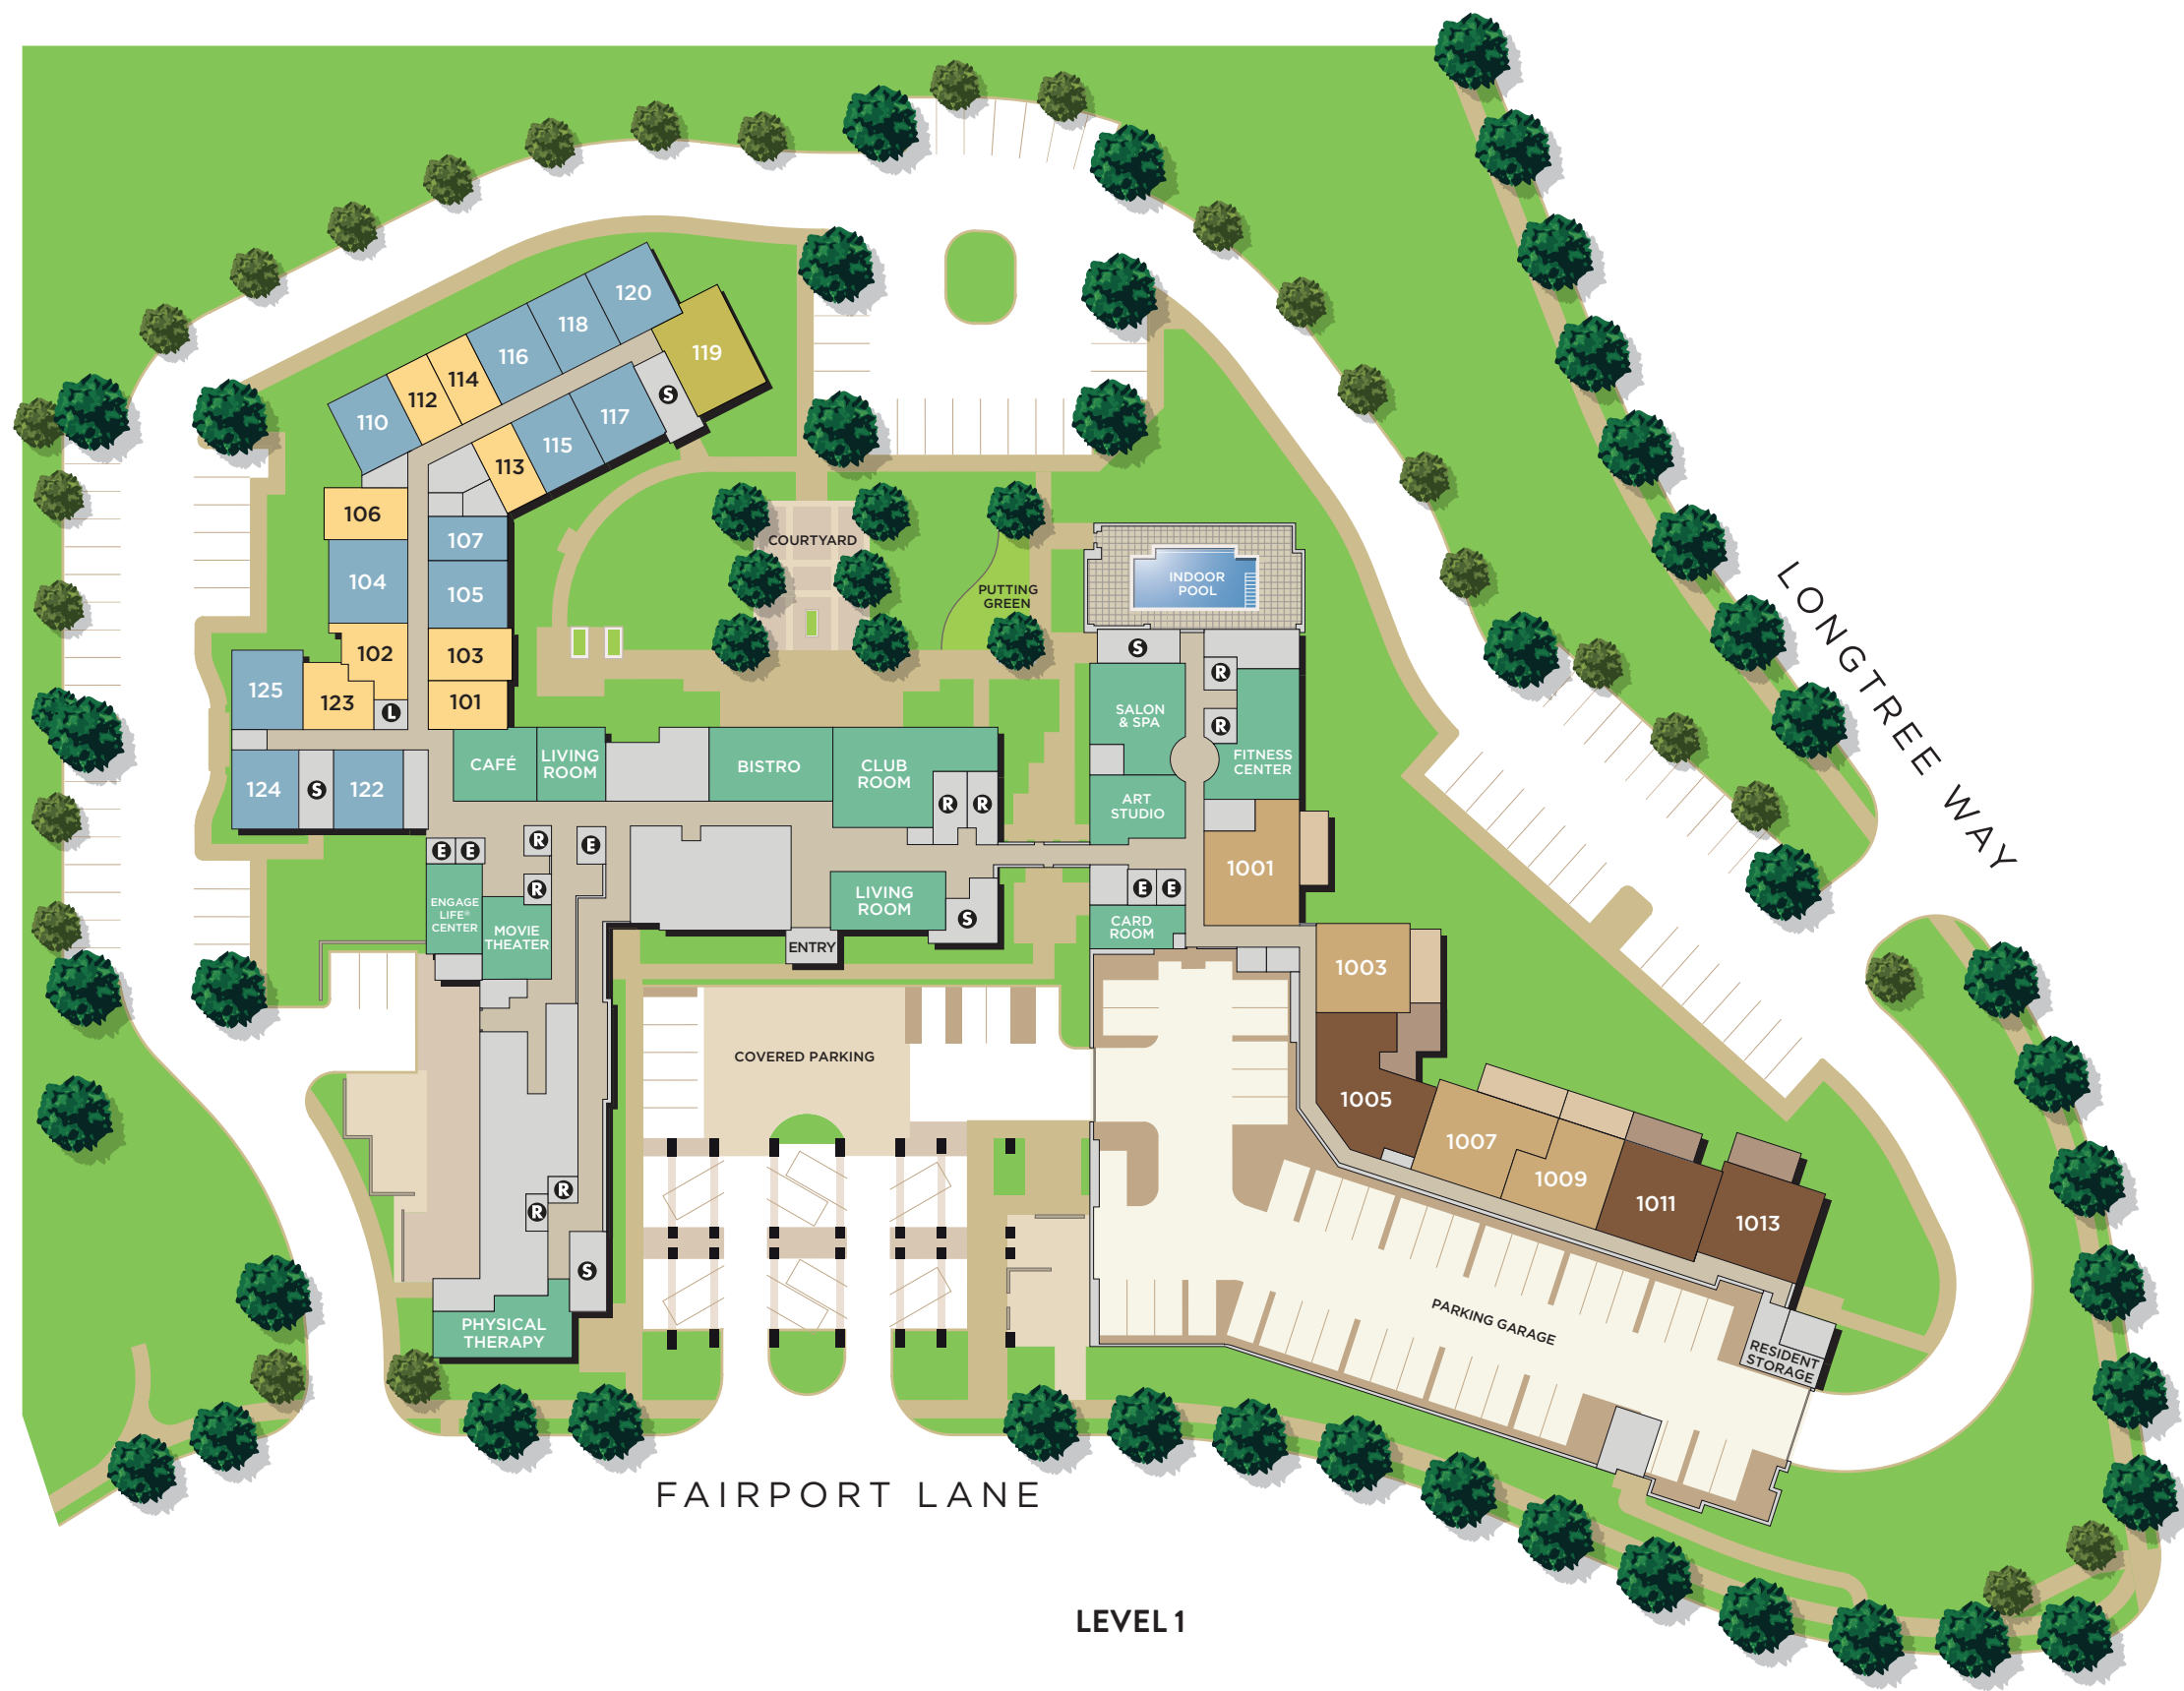 120
118
119
116
114
112
110
117
115
113
S
106
107
104
105
102
103
125
123
L
101
COURTYARD
PUTTING
GREEN
INDOOR
POOL
S
R
SALON
& SPA
R
FITNESS
CENTER
LONGTREE WAY
CAFÉ
LIVING
ROOM
BISTRO
CLUB
ROOM
R
R
ART
STUDIO
124
S
122
E
E
R
E
R
ENGAGE
LIFE®
CENTER
MOVIE
THEATER
LIVING
ROOM
S
ENTRY
E
E
CARD
ROOM
1001
1003
1005
1007
1009
1011
1013
COVERED PARKING
R
R
S
PHYSICAL
THERAPY
PARKING GARAGE
RESIDENT
STORAGE
FAIRPORT LANE
LEVEL 1